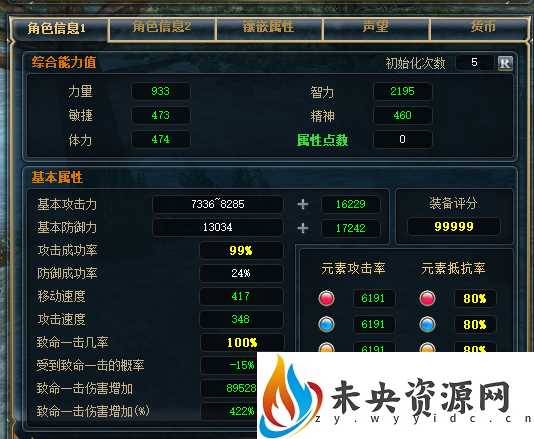 角色信息1 角色信息2 镶嵌属性 声望 货币
综合能力值 初始化次数 5 R
力量 933 智力 2195
敏捷 473 精神 460
体力 474 属性点数 0
基本属性
基本攻击力 7336~8285 + 16229 装备评分
基本防御力 13034 + 17242 99999
攻击成功率 99%
防御成功率 24% 元素攻击率 元素抵抗率
移动速度 417 6191 80%
攻击速度 348 6191 80%
致命一击几率 100% 6191 80%
受到致命一击的概率 -15%
致命一击伤害增加 89528
致命一击伤害增加(%) 422%
未央资源网
zy.wyyidc.cn